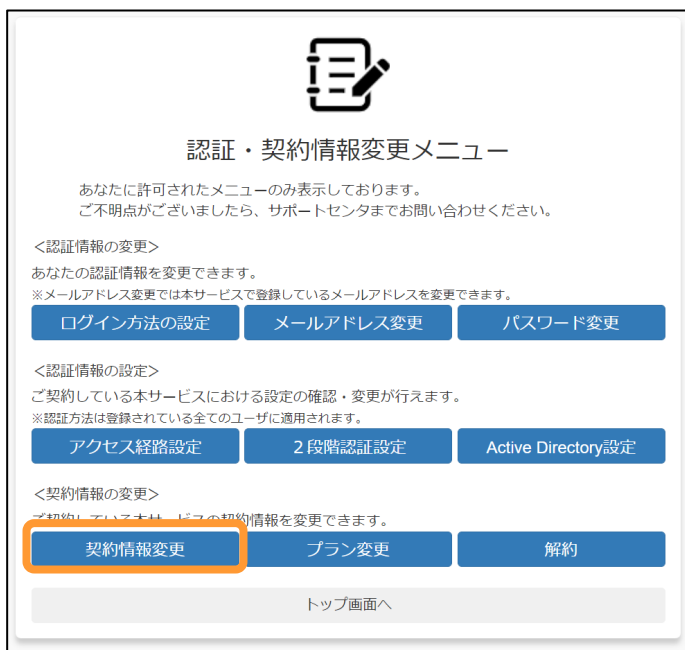 認証・契約情報変更メニュー
あなたに許可されたメニューのみ表示しております。
ご不明点がございましたら、サポートセンタまでお問い合わせください。
＜認証情報の変更＞
あなたの認証情報を変更できます。
※メールアドレス変更では本サービスで登録しているメールアドレスを変更できます。
ログイン方法の設定 メールアドレス変更 パスワード変更
＜認証情報の設定＞
ご契約している本サービスにおける設定の確認・変更が行えます。
※認証方法は登録されている全てのユーザに適用されます。
アクセス経路設定 ２段階認証設定 Active Directory設定
＜契約情報の変更＞
ご契約している本サービスの契約情報を変更できます。
契約情報変更 プラン変更 解約
トップ画面へ